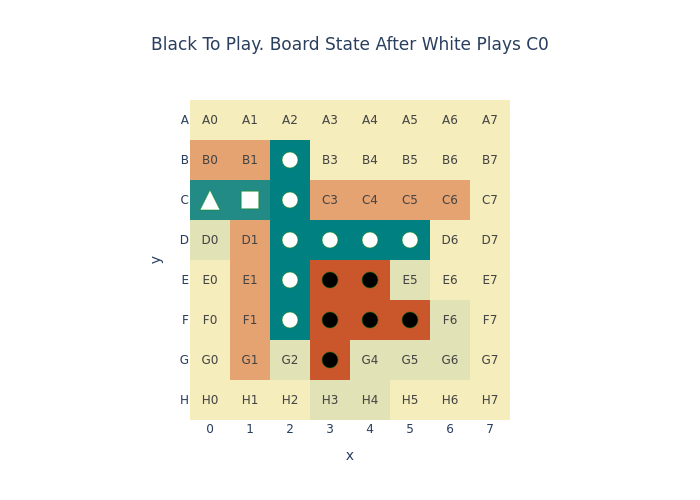 Black To Play. Board State After White Plays C0
A A0 A1 A2 A3 A4 A5 A6 A7
B B0 B1 B3 B4 B5 B6 B7
C C3 C4 C5 C6 C7
D D0 D1 D6 D7
y
E E0 E1 E5 E6 E7
F F0 F1 F6 F7
G G0 G1 G2 G4 G5 G6 G7
H H0 H1 H2 H3 H4 H5 H6 H7
0 1 2 3 4 5 6 7
x